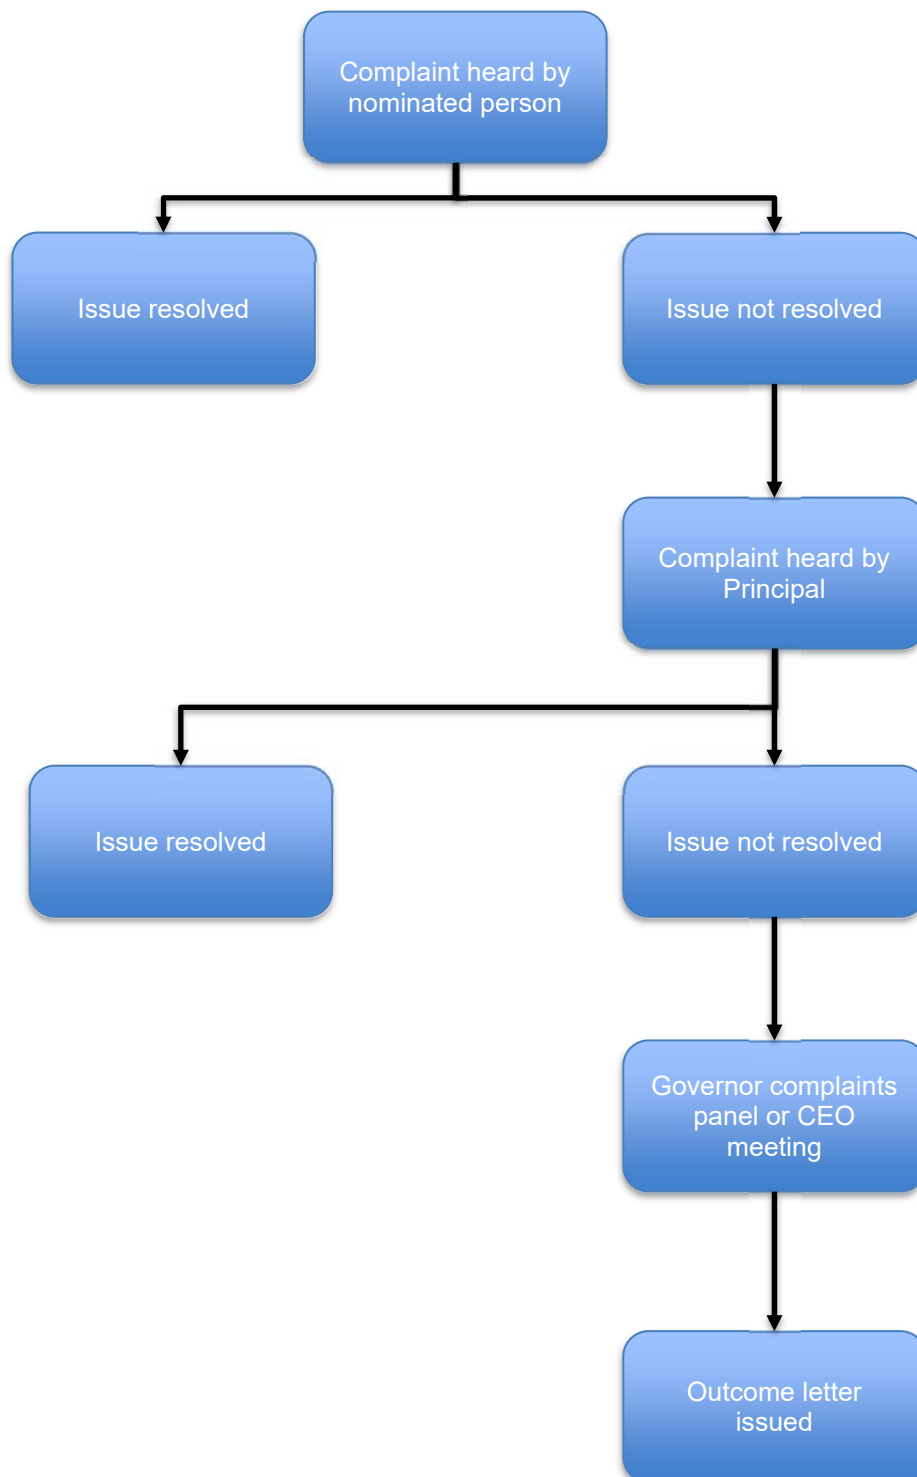 Complaint heard by
nominated person
Issue resolved
Issue not resolved
Complaint heard by
Principal
Issue resolved
Issue not resolved
Governor complaints
panel or CEO
meeting
Outcome letter
issued